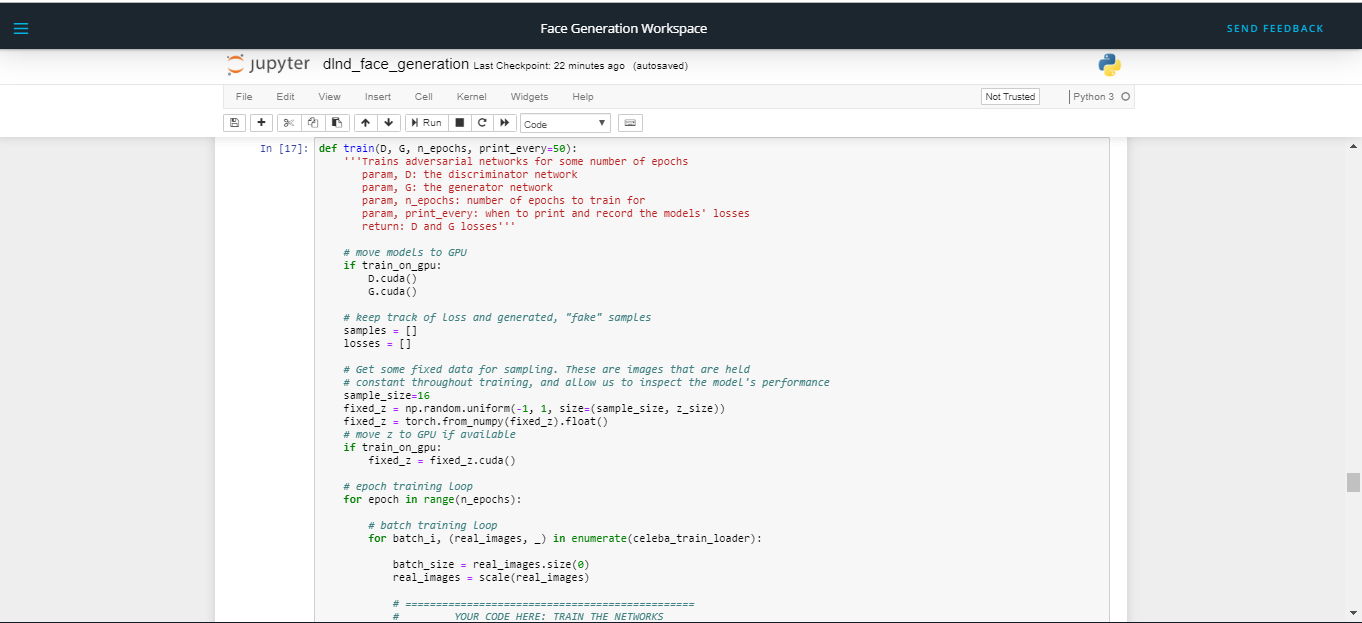 Face Generation Workspace
SEND FEEDBACK
jupyter dlnd_face_generation Last Checkpoint: 22 minutes ago (autosaved)
File Edit View Insert Cell Kernel Widgets Help
Not Trusted
Python 3
Run
Code
In [17]:
def train(D, G, n_epochs, print_every=50):
'''Trains adversarial networks for some number of epochs
param, D: the discriminator network
param, G: the generator network
param, n_epochs: number of epochs to train for
param, print_every: when to print and record the models' losses
return: D and G losses'''
# move models to GPU
if train_on_gpu:
D.cuda()
G.cuda()
# keep track of loss and generated, "fake" samples
samples = []
losses = []
# Get some fixed data for sampling. These are images that are held
# constant throughout training, and allow us to inspect the model's performance
sample_size=16
fixed_z = np.random.uniform(-1, 1, size=(sample_size, z_size))
fixed_z = torch.from_numpy(fixed_z).float()
# move z to GPU if available
if train_on_gpu:
fixed_z = fixed_z.cuda()
# epoch training loop
for epoch in range(n_epochs):
# batch training loop
for batch_i, (real_images, _) in enumerate(celeba_train_loader):
batch_size = real_images.size(0)
real_images = scale(real_images)
# ===============================================
# YOUR CODE HERE: TRAIN THE NETWORKS